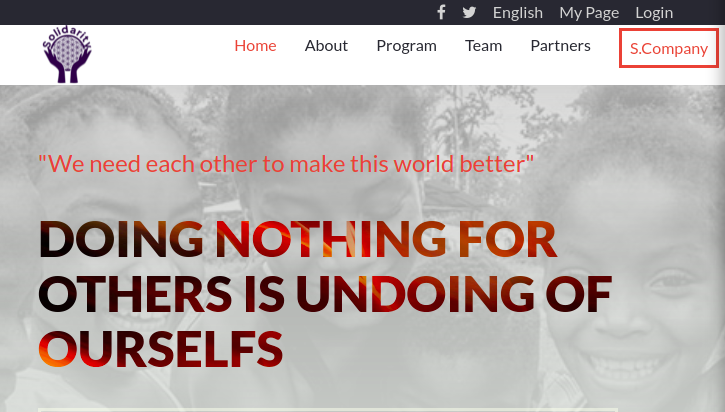 English My Page Login
Solidarity
Home About Program Team Partners S.Company
"We need each other to make this world better"
DOING NOTHING FOR
OTHERS IS UNDOING OF
OURSELFS